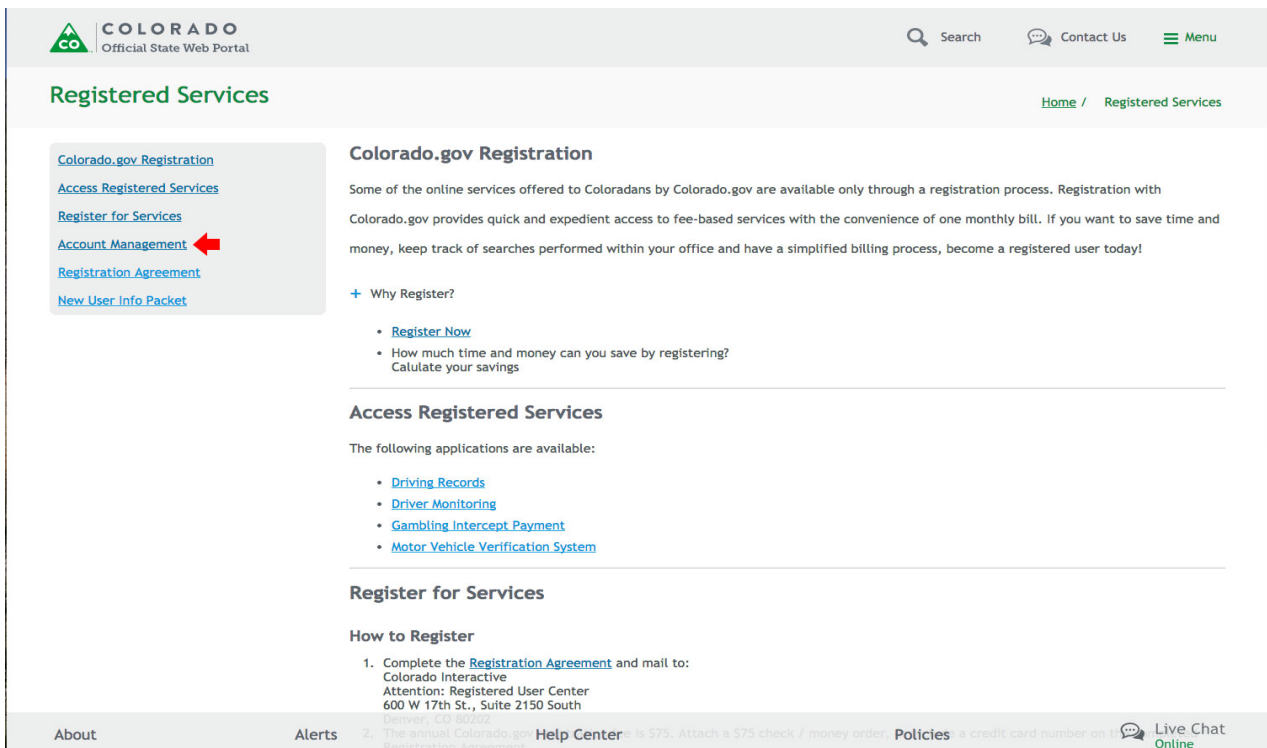 COLORADO
Official State Web Portal
CO
Search
Contact Us
Menu
Registered Services
Home / Registered Services
Colorado.gov Registration
Access Registered Services
Register for Services
Account Management
Registration Agreement
New User Info Packet
Colorado.gov Registration
Some of the online services offered to Coloradans by Colorado.gov are available only through a registration process. Registration with
Colorado.gov provides quick and expedient access to fee-based services with the convenience of one monthly bill. If you want to save time and
money, keep track of searches performed within your office and have a simplified billing process, become a registered user today!
+ Why Register?
• Register Now
• How much time and money can you save by registering?
Calulate your savings
Access Registered Services
The following applications are available:
• Driving Records
• Driver Monitoring
• Gambling Intercept Payment
• Motor Vehicle Verification System
Register for Services
How to Register
1. Complete the Registration Agreement and mail to:
Colorado Interactive
Attention: Registered User Center
600 W 17th St., Suite 2150 South
Denver, CO 80202
2. The annual Colorado.gov is $75. Attach a $75 check / money order, a credit card number on
Registration Agreement
About
Alerts
Help Center
Policies
Live Chat
Online